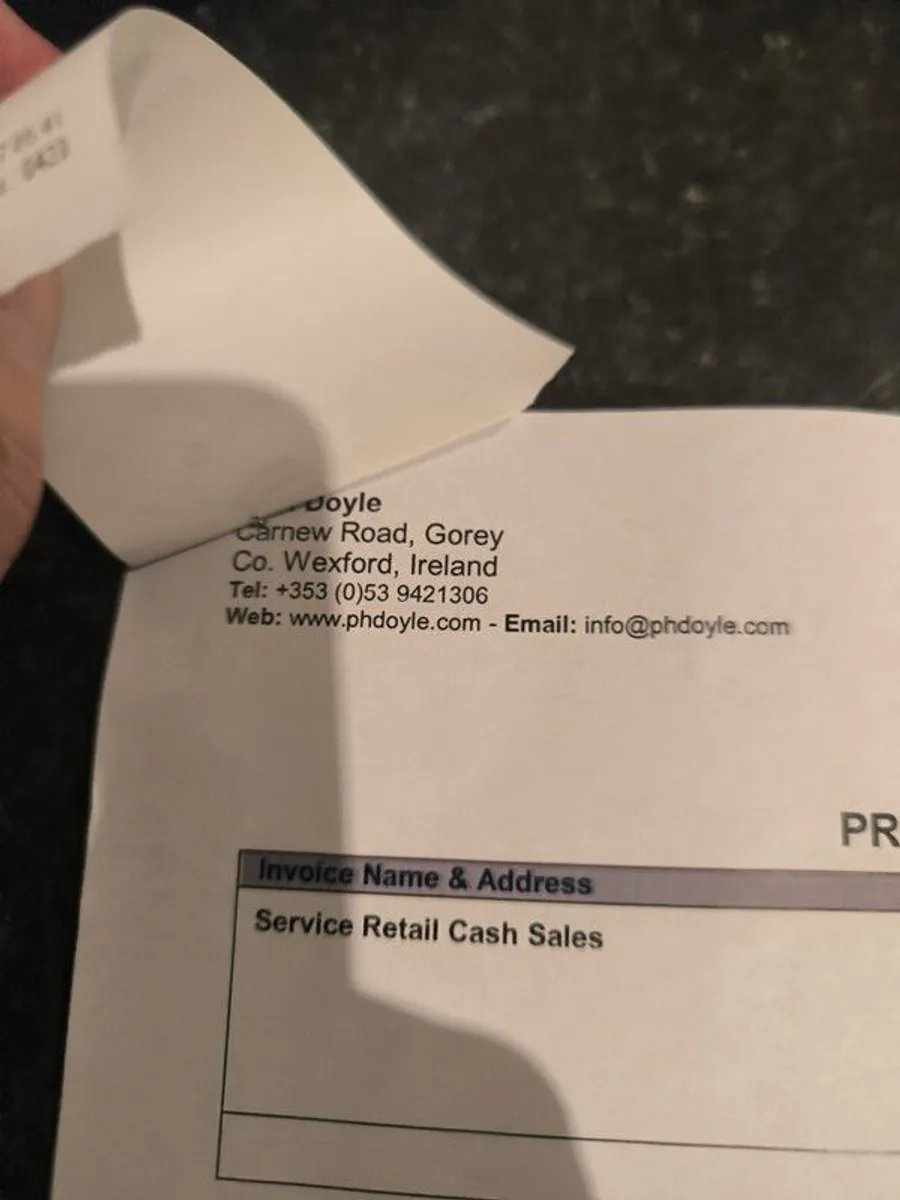 0423
Doyle
Carnew Road, Gorey
Co. Wexford, Ireland
Tel: +353 (0)53 9421306
Web: www.phdoyle.com - Email: info@phdoyle.com
PR
Invoice Name & Address
Service Retail Cash Sales